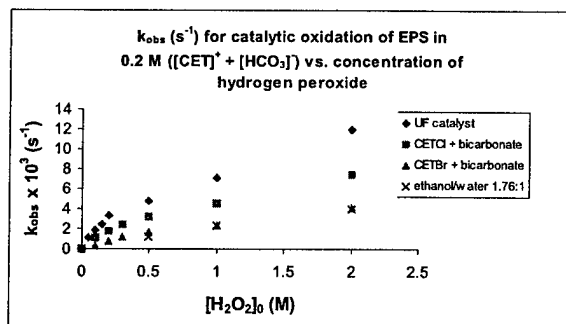 k_obs (s⁻¹) for catalytic oxidation of EPS in
0.2 M ([CET]⁺ + [HCO₃]⁻) vs. concentration of
hydrogen peroxide
k_obs x 10³ (s⁻¹)
14
12
10
8
6
4
2
0
0
0.5
1
1.5
2
2.5
[H₂O₂]₀ (M)
UF catalyst
CETCl + bicarbonate
CETBr + bicarbonate
ethanol/water 1.76:1